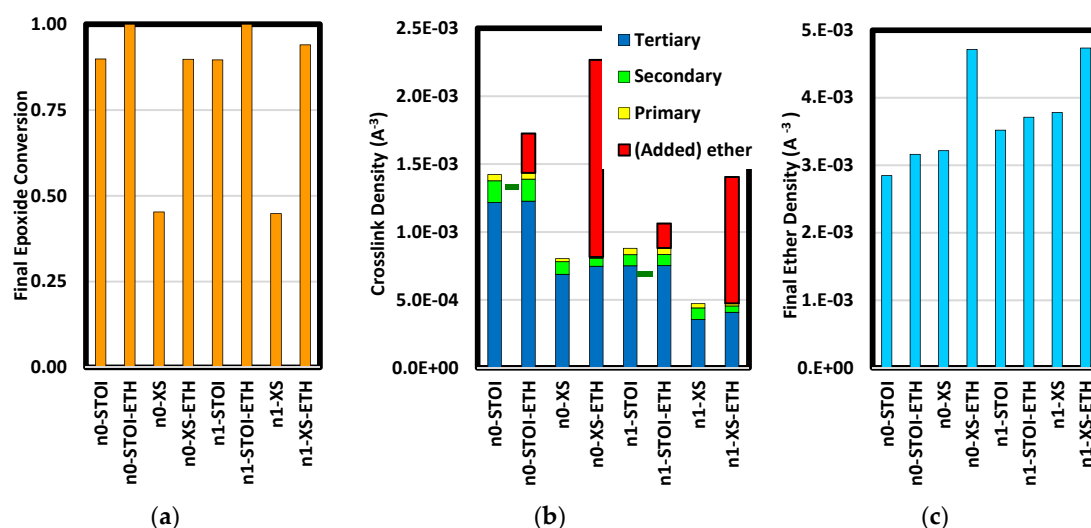 Final Epoxide Conversion
1.00
0.75
0.50
0.25
0.00
n0-STOI
n0-STOI-ETH
n0-XS
n0-XS-ETH
n1-STOI
n1-STOI-ETH
n1-XS
n1-XS-ETH
(a)
Crosslink Density (A⁻³)
2.5E-03
2.0E-03
1.5E-03
1.0E-03
5.0E-04
0.0E+00
Tertiary
Secondary
Primary
(Added) ether
n0-STOI
n0-STOI-ETH
n0-XS
n0-XS-ETH
n1-STOI
n1-STOI-ETH
n1-XS
n1-XS-ETH
(b)
Final Ether Density (A⁻³)
5.E-03
4.E-03
3.E-03
2.E-03
1.E-03
0.E+00
n0-STOI
n0-STOI-ETH
n0-XS
n0-XS-ETH
n1-STOI
n1-STOI-ETH
n1-XS
n1-XS-ETH
(c)